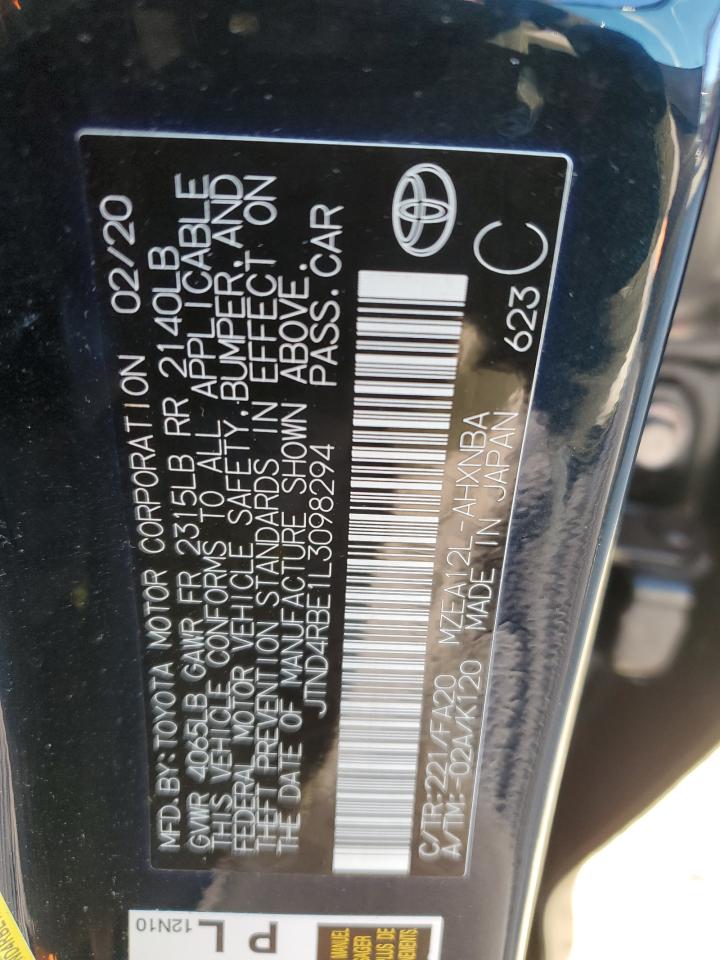 MFD.BY:TOYOTA MOTOR CORPORATION 02/20
GVWR 4065LB GAWR FR 2315LB RR 2140LB
THIS VEHICLE CONFORMS TO ALL APPLICABLE
FEDERAL MOTOR VEHICLE SAFETY,BUMPER,AND
THEFT PREVENTION STANDARDS IN EFFECT ON
THE DATE OF MANUFACTURE SHOWN ABOVE.
JTND4RBE1L3098294 PASS.CAR
C/TR:221/FA20 MZEA12L-AHXNBA
A/TM:-02A/K120 MADE IN JAPAN
623 C
P L
12N10
MANUEL